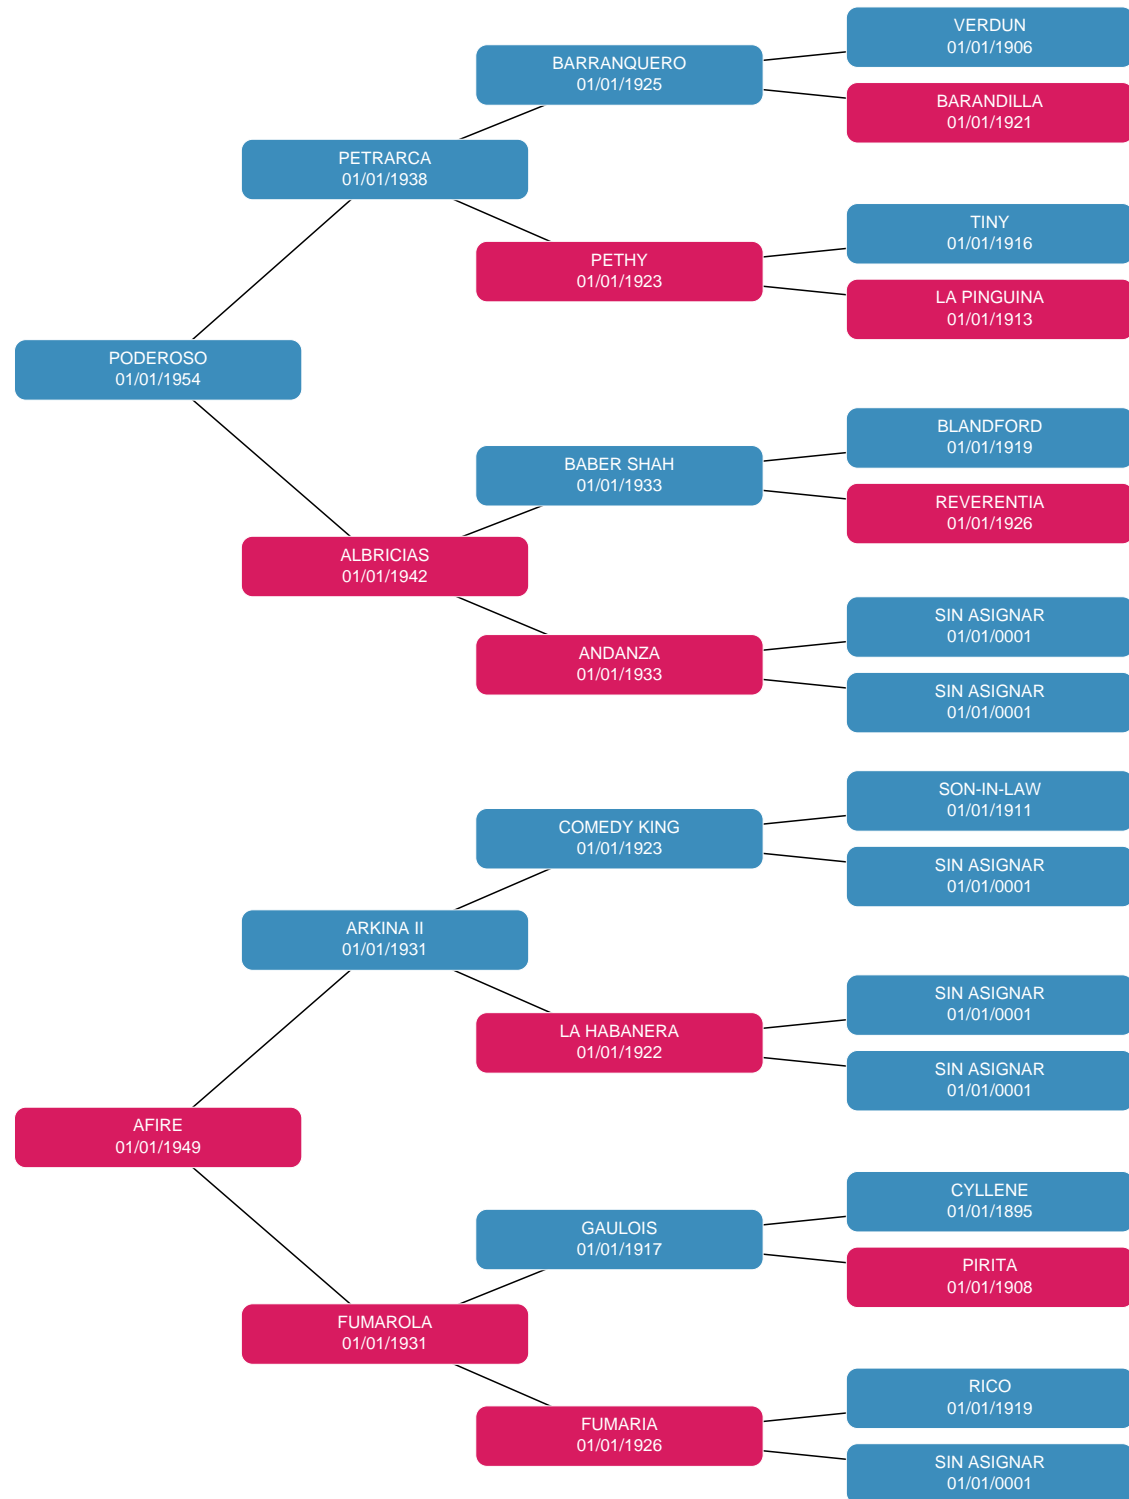 VERDUN
01/01/1906
BARRANQUERO
01/01/1925
BARANDILLA
01/01/1921
PETRARCA
01/01/1938
TINY
01/01/1916
PETHY
01/01/1923
LA PINGUINA
01/01/1913
PODEROSO
01/01/1954
BLANDFORD
01/01/1919
BABER SHAH
01/01/1933
REVERENTIA
01/01/1926
ALBRICIAS
01/01/1942
SIN ASIGNAR
01/01/0001
ANDANZA
01/01/1933
SIN ASIGNAR
01/01/0001
SON-IN-LAW
01/01/1911
COMEDY KING
01/01/1923
SIN ASIGNAR
01/01/0001
ARKINA II
01/01/1931
SIN ASIGNAR
01/01/0001
LA HABANERA
01/01/1922
SIN ASIGNAR
01/01/0001
AFIRE
01/01/1949
CYLLENE
01/01/1895
GAULOIS
01/01/1917
PIRITA
01/01/1908
FUMAROLA
01/01/1931
RICO
01/01/1919
FUMARIA
01/01/1926
SIN ASIGNAR
01/01/0001